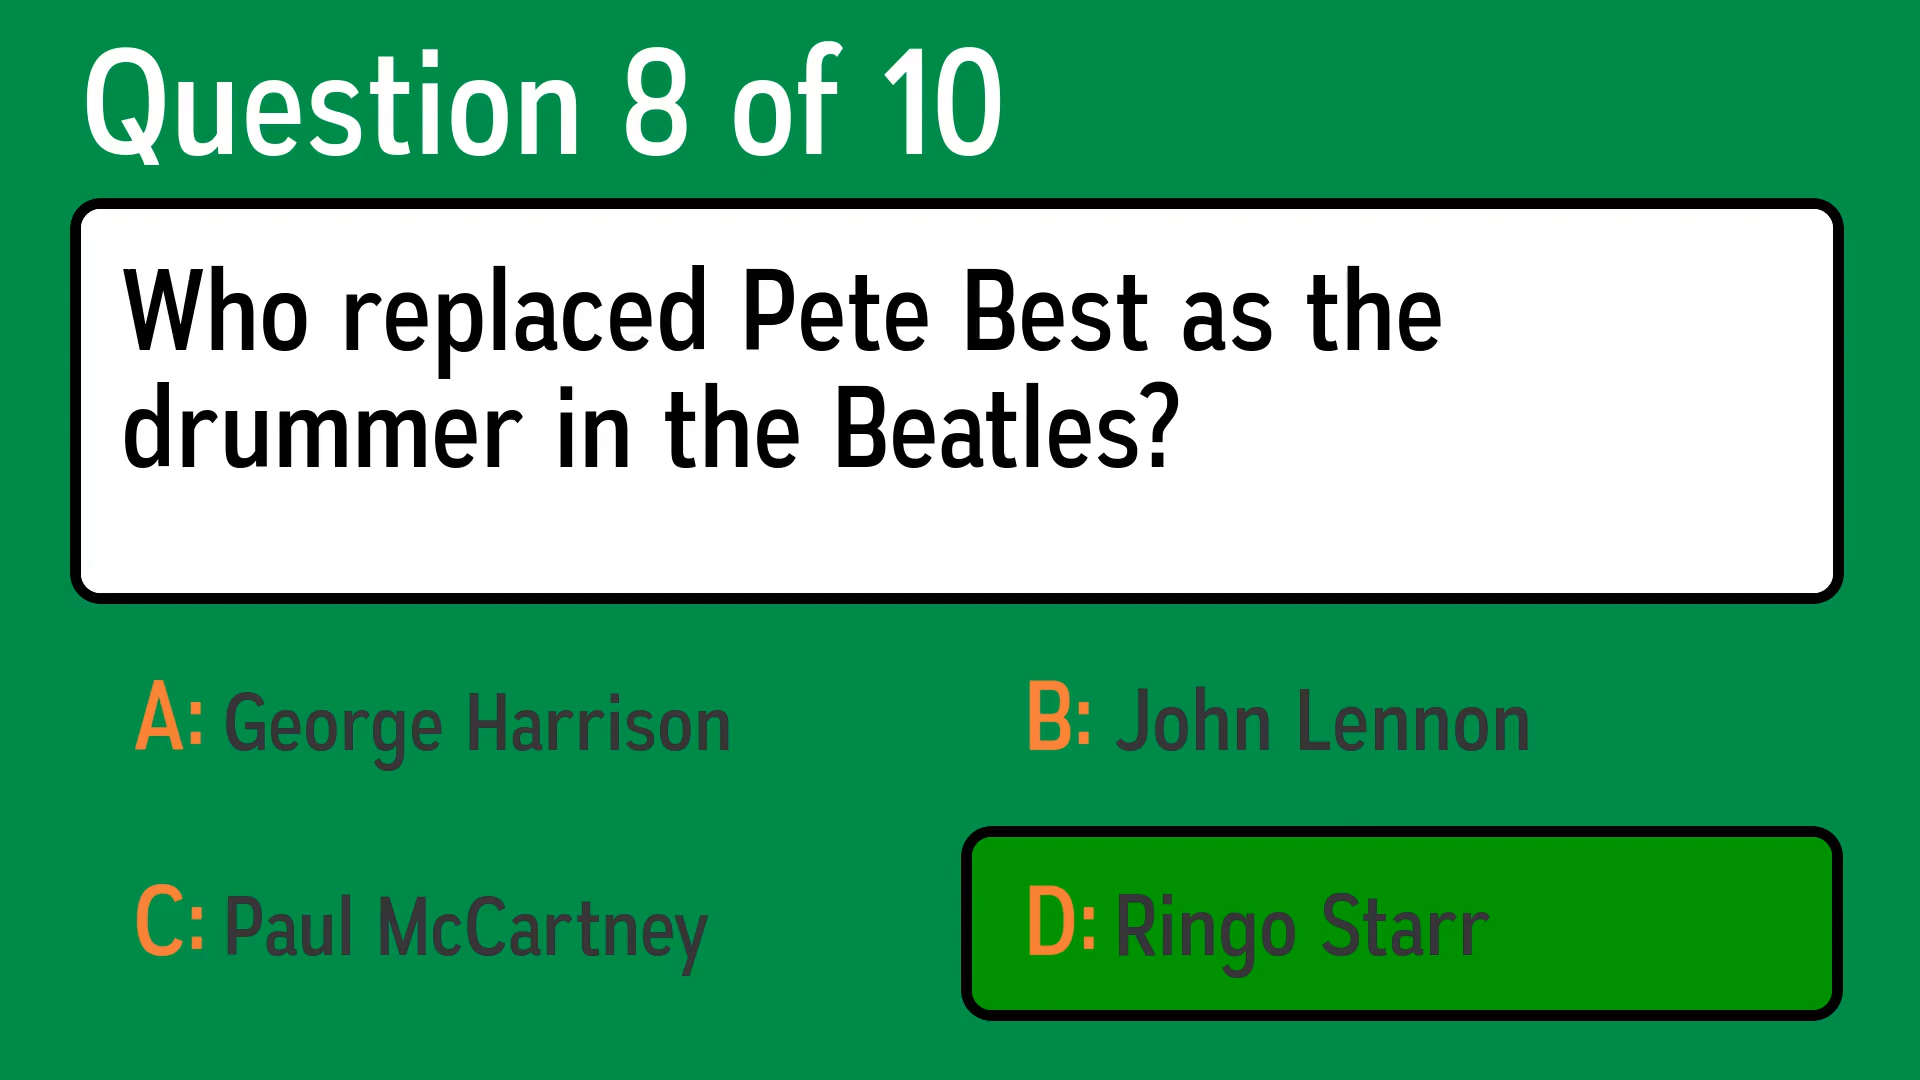 Question 8 of 10
Who replaced Pete Best as the
drummer in the Beatles?
A: George Harrison
B: John Lennon
C: Paul McCartney
D: Ringo Starr